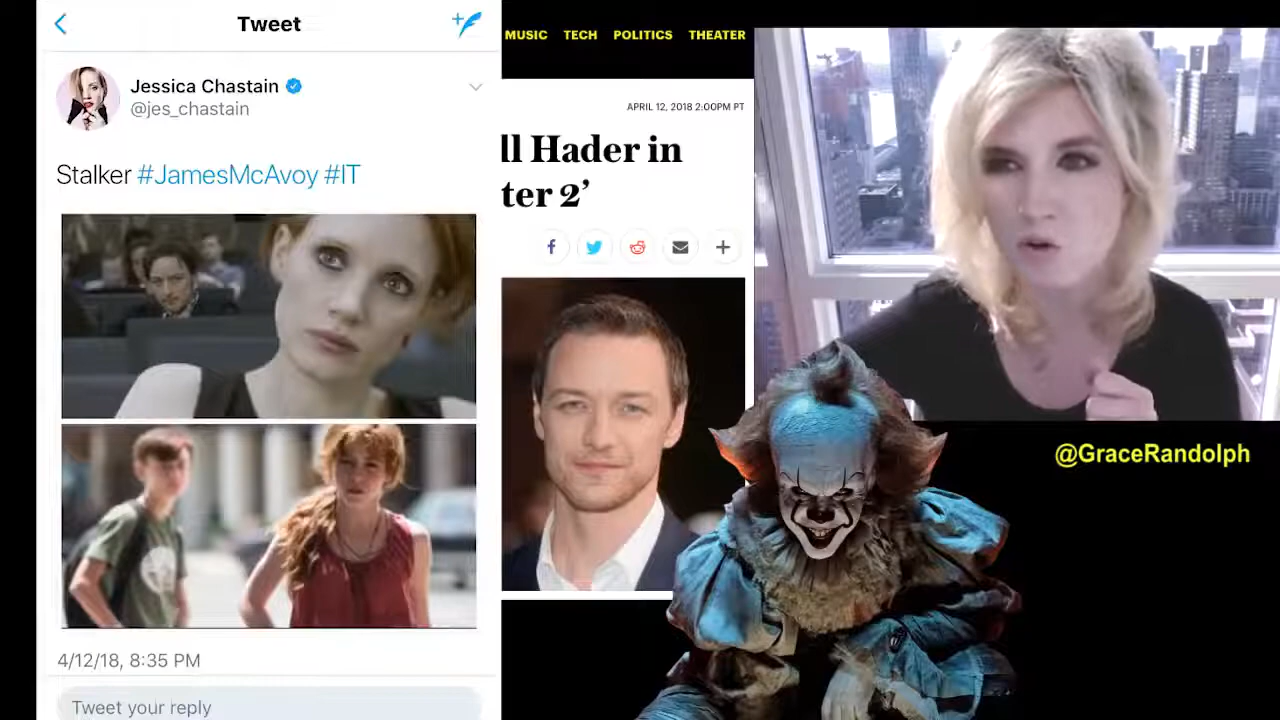 Tweet
Jessica Chastain
@jes_chastain
Stalker #JamesMcAvoy #IT
4/12/18, 8:35 PM
Tweet your reply
MUSIC TECH POLITICS THEATER
APRIL 12, 2018 2:00PM PT
ll Hader in
ter 2’
@GraceRandolph